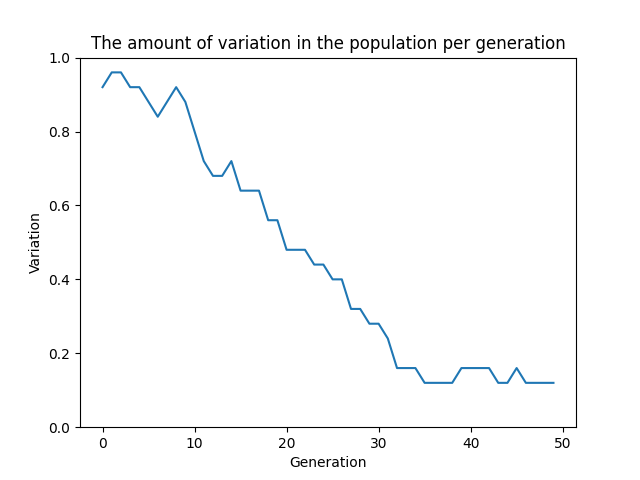 The amount of variation in the population per generation
1.0
0.8
0.6
0.4
0.2
0.0
Variation
0 10 20 30 40 50
Generation